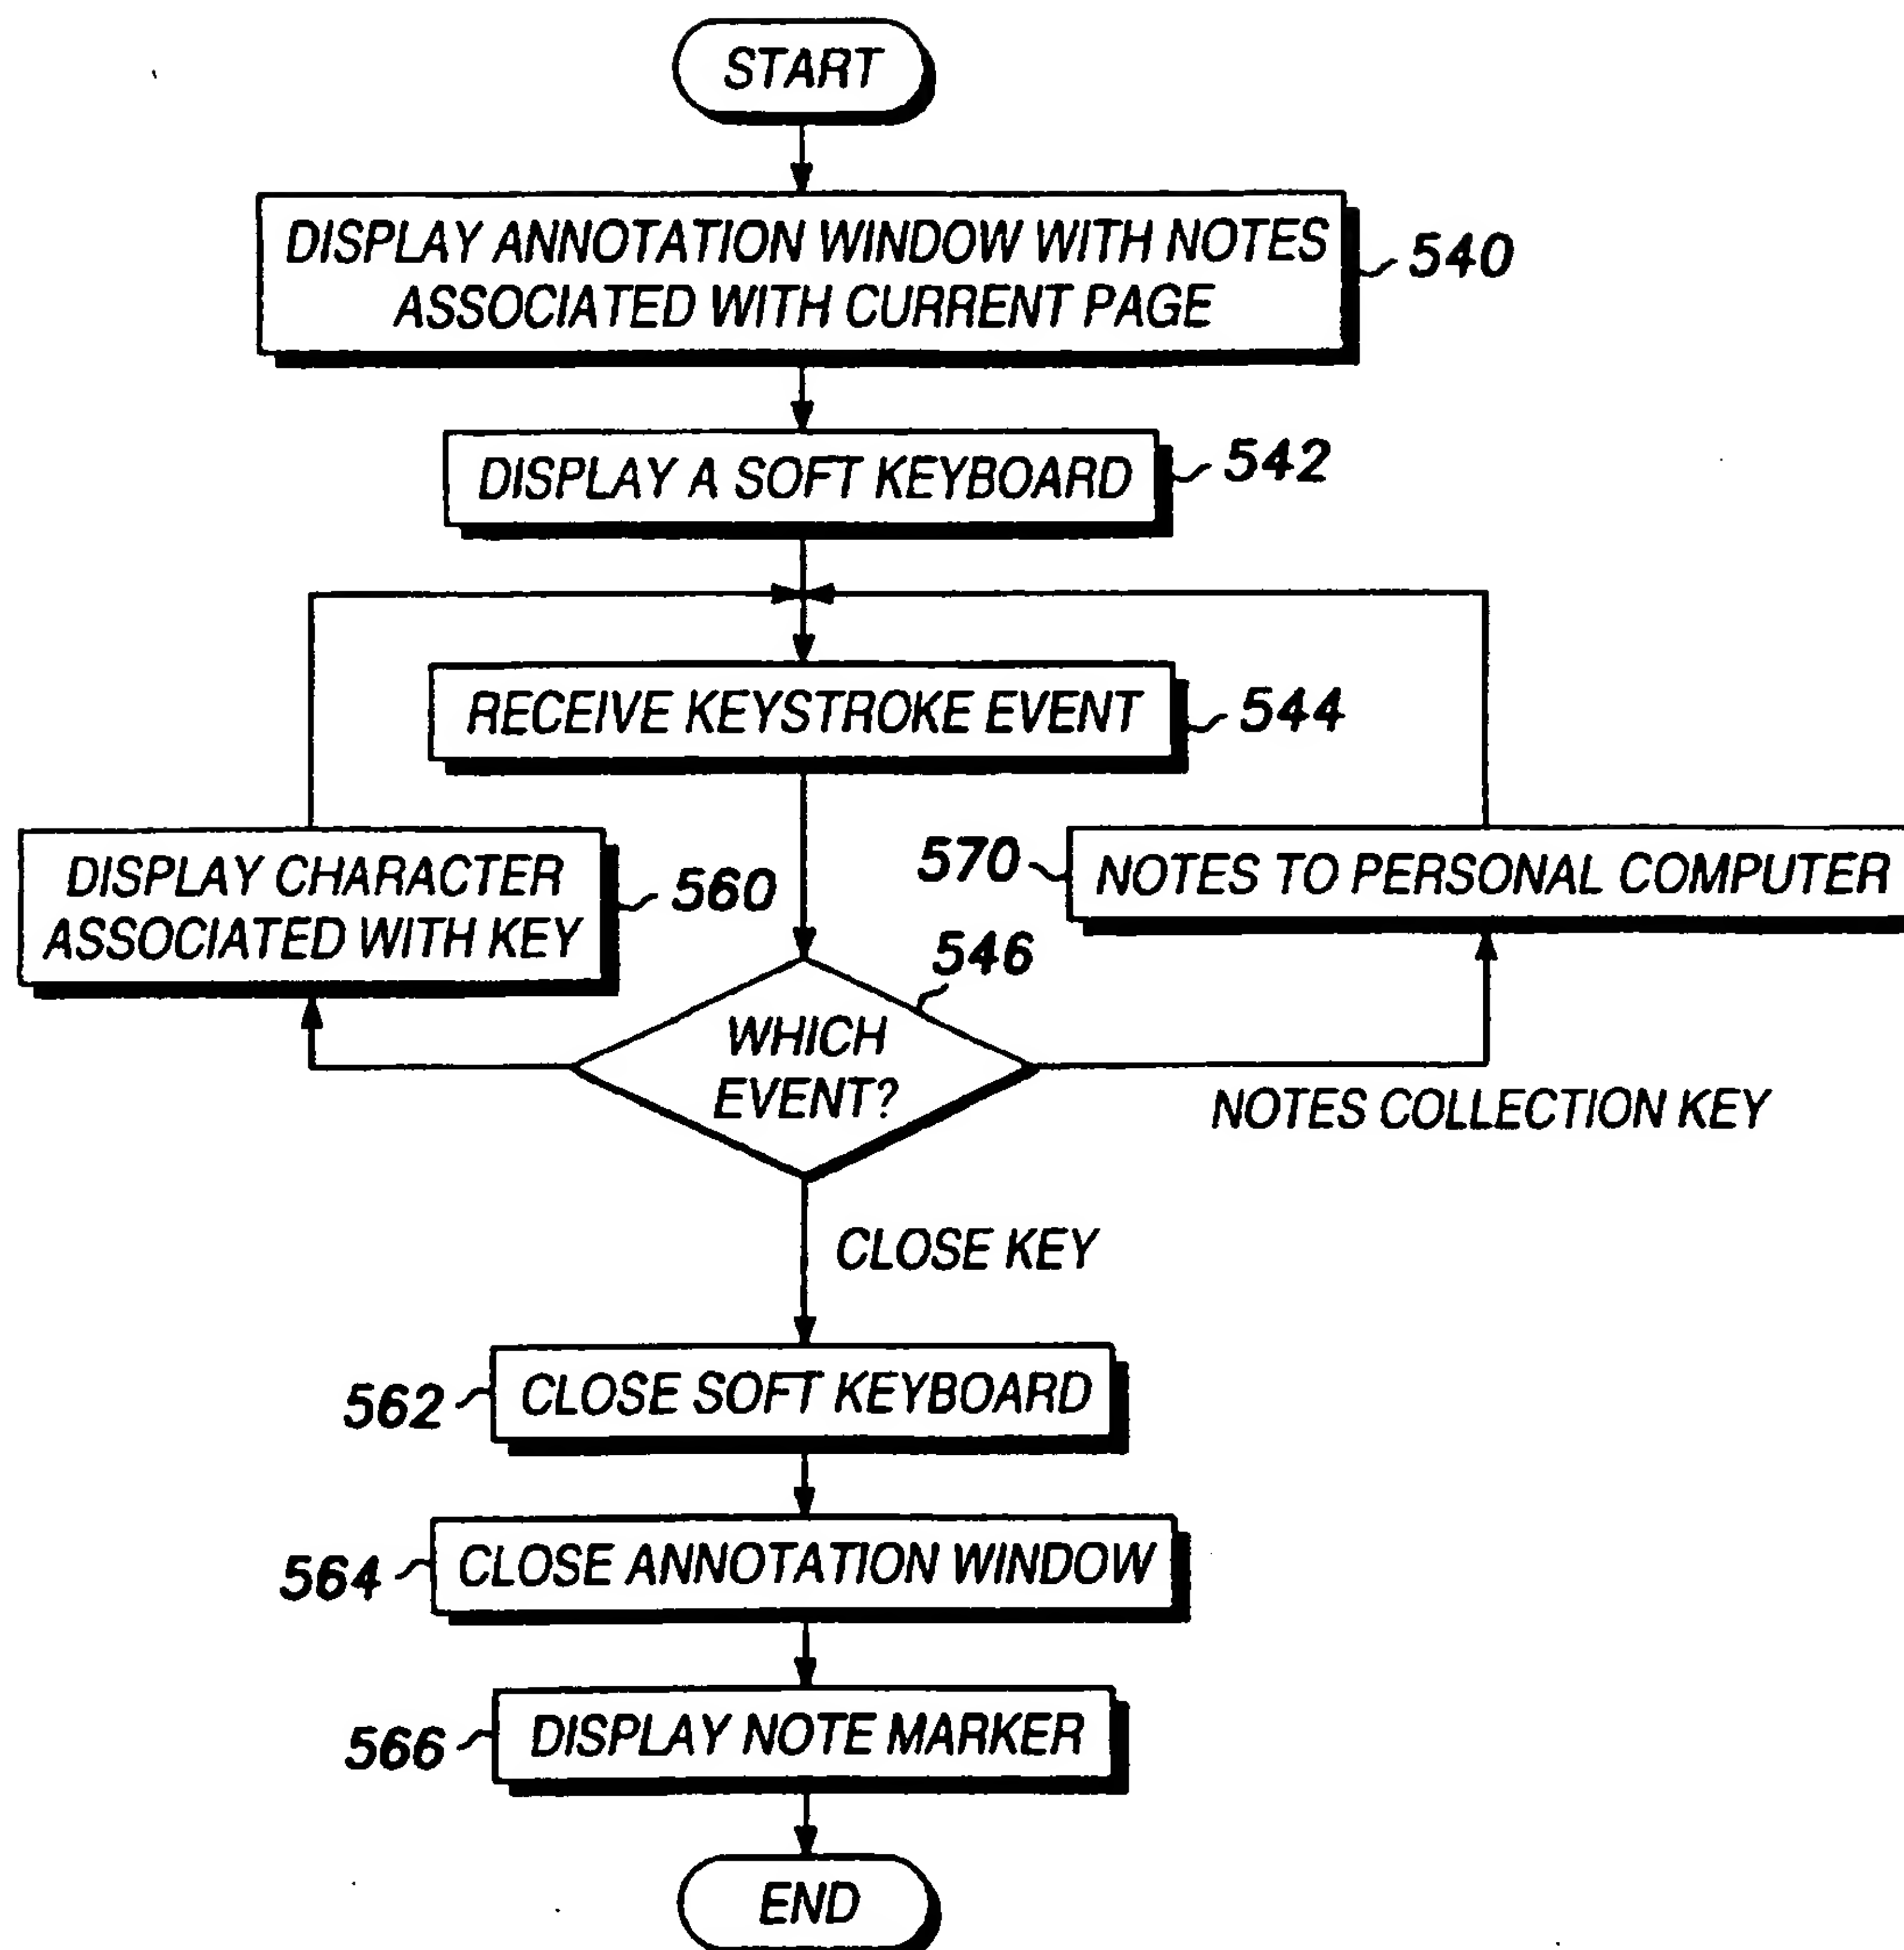 START
DISPLAY ANNOTATION WINDOW WITH NOTES
ASSOCIATED WITH CURRENT PAGE
540
DISPLAY A SOFT KEYBOARD
542
RECEIVE KEYSTROKE EVENT
544
DISPLAY CHARACTER
ASSOCIATED WITH KEY
560
570
NOTES TO PERSONAL COMPUTER
546
WHICH
EVENT?
NOTES COLLECTION KEY
CLOSE KEY
562
CLOSE SOFT KEYBOARD
564
CLOSE ANNOTATION WINDOW
566
DISPLAY NOTE MARKER
END